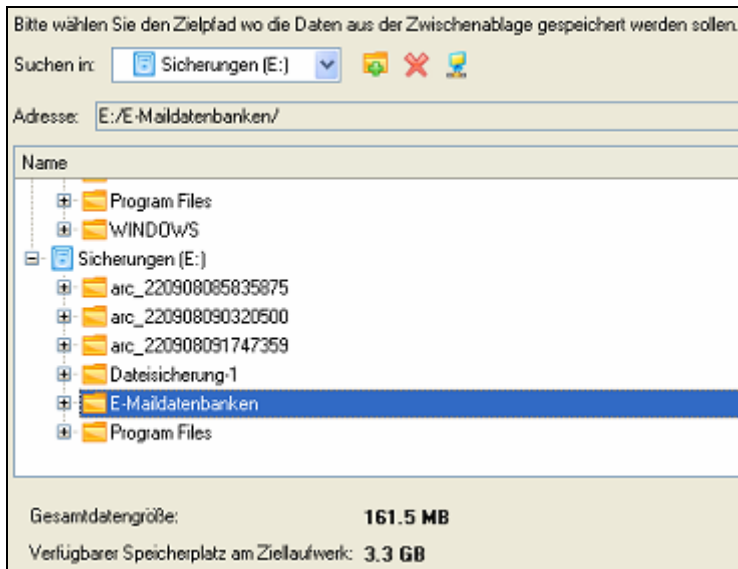 Bitte wählen Sie den Zielpfad wo die Daten aus der Zwischenablage gespeichert werden sollen.
Suchen in: Sicherungen (E:)
Adresse: E:/E-Maildatenbanken/
Name
Program Files
WINDOWS
Sicherungen (E:)
arc_220908085835875
arc_220908090320500
arc_220908091747359
Dateisicherung-1
E-Maildatenbanken
Program Files
Gesamtdatengröße: 161.5 MB
Verfügbarer Speicherplatz am Ziellaufwerk: 3.3 GB